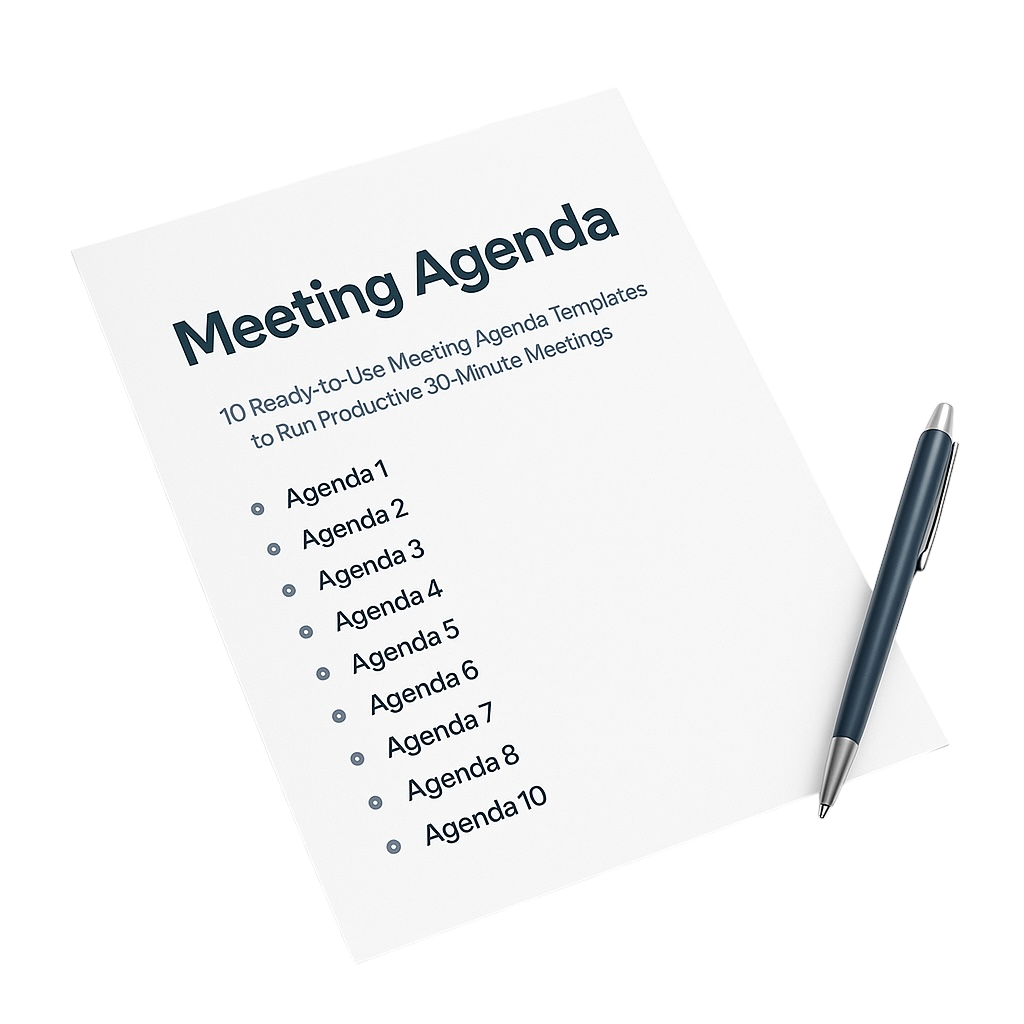 Meeting Agenda
10 Ready-to-Use Meeting Agenda Templates
to Run Productive 30-Minute Meetings
Agenda 1
Agenda 2
Agenda 3
Agenda 4
Agenda 5
Agenda 6
Agenda 7
Agenda 8
Agenda 10